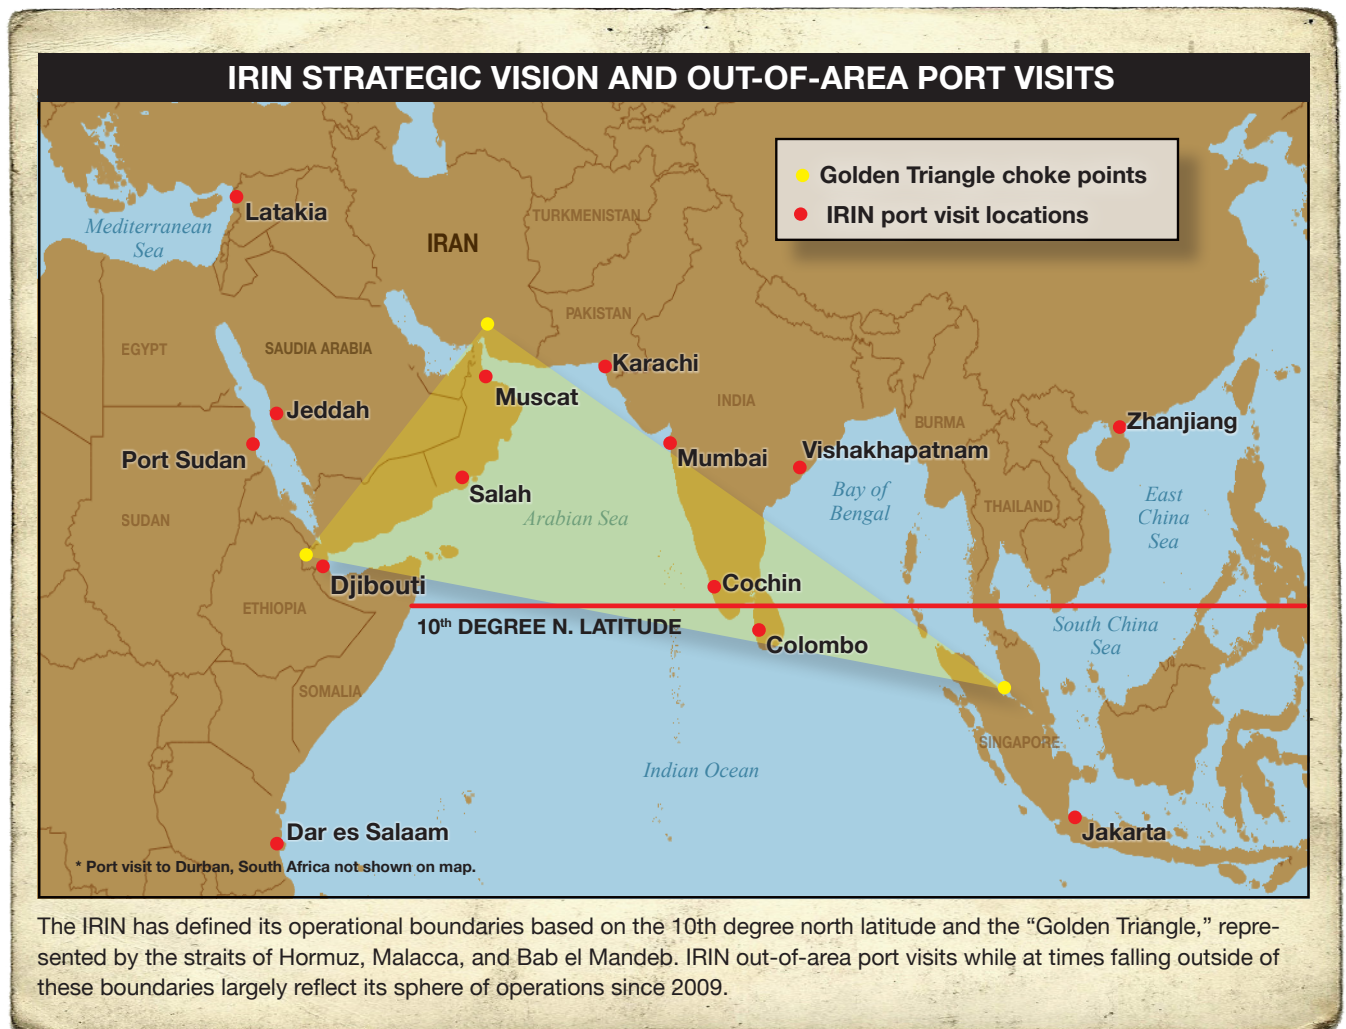 IRIN STRATEGIC VISION AND OUT-OF-AREA PORT VISITS
Golden Triangle choke points
IRIN port visit locations
Latakia
Mediterranean
Sea
TURKMENISTAN
IRAN
PAKISTAN
EGYPT
SAUDIA ARABIA
Karachi
Muscat
INDIA
Jeddah
BURMA
Zhanjiang
Port Sudan
Mumbai
Vishakhapatnam
Salah
Bay of
Bengal
East
China
Sea
THAILAND
SUDAN
Arabian Sea
Djibouti
Cochin
ETHIOPIA
10th DEGREE N. LATITUDE
South China
Sea
Colombo
SOMALIA
SINGAPORE
Indian Ocean
Dar es Salaam
Jakarta
* Port visit to Durban, South Africa not shown on map.
The IRIN has defined its operational boundaries based on the 10th degree north latitude and the “Golden Triangle,” repre-
sented by the straits of Hormuz, Malacca, and Bab el Mandeb. IRIN out-of-area port visits while at times falling outside of
these boundaries largely reflect its sphere of operations since 2009.